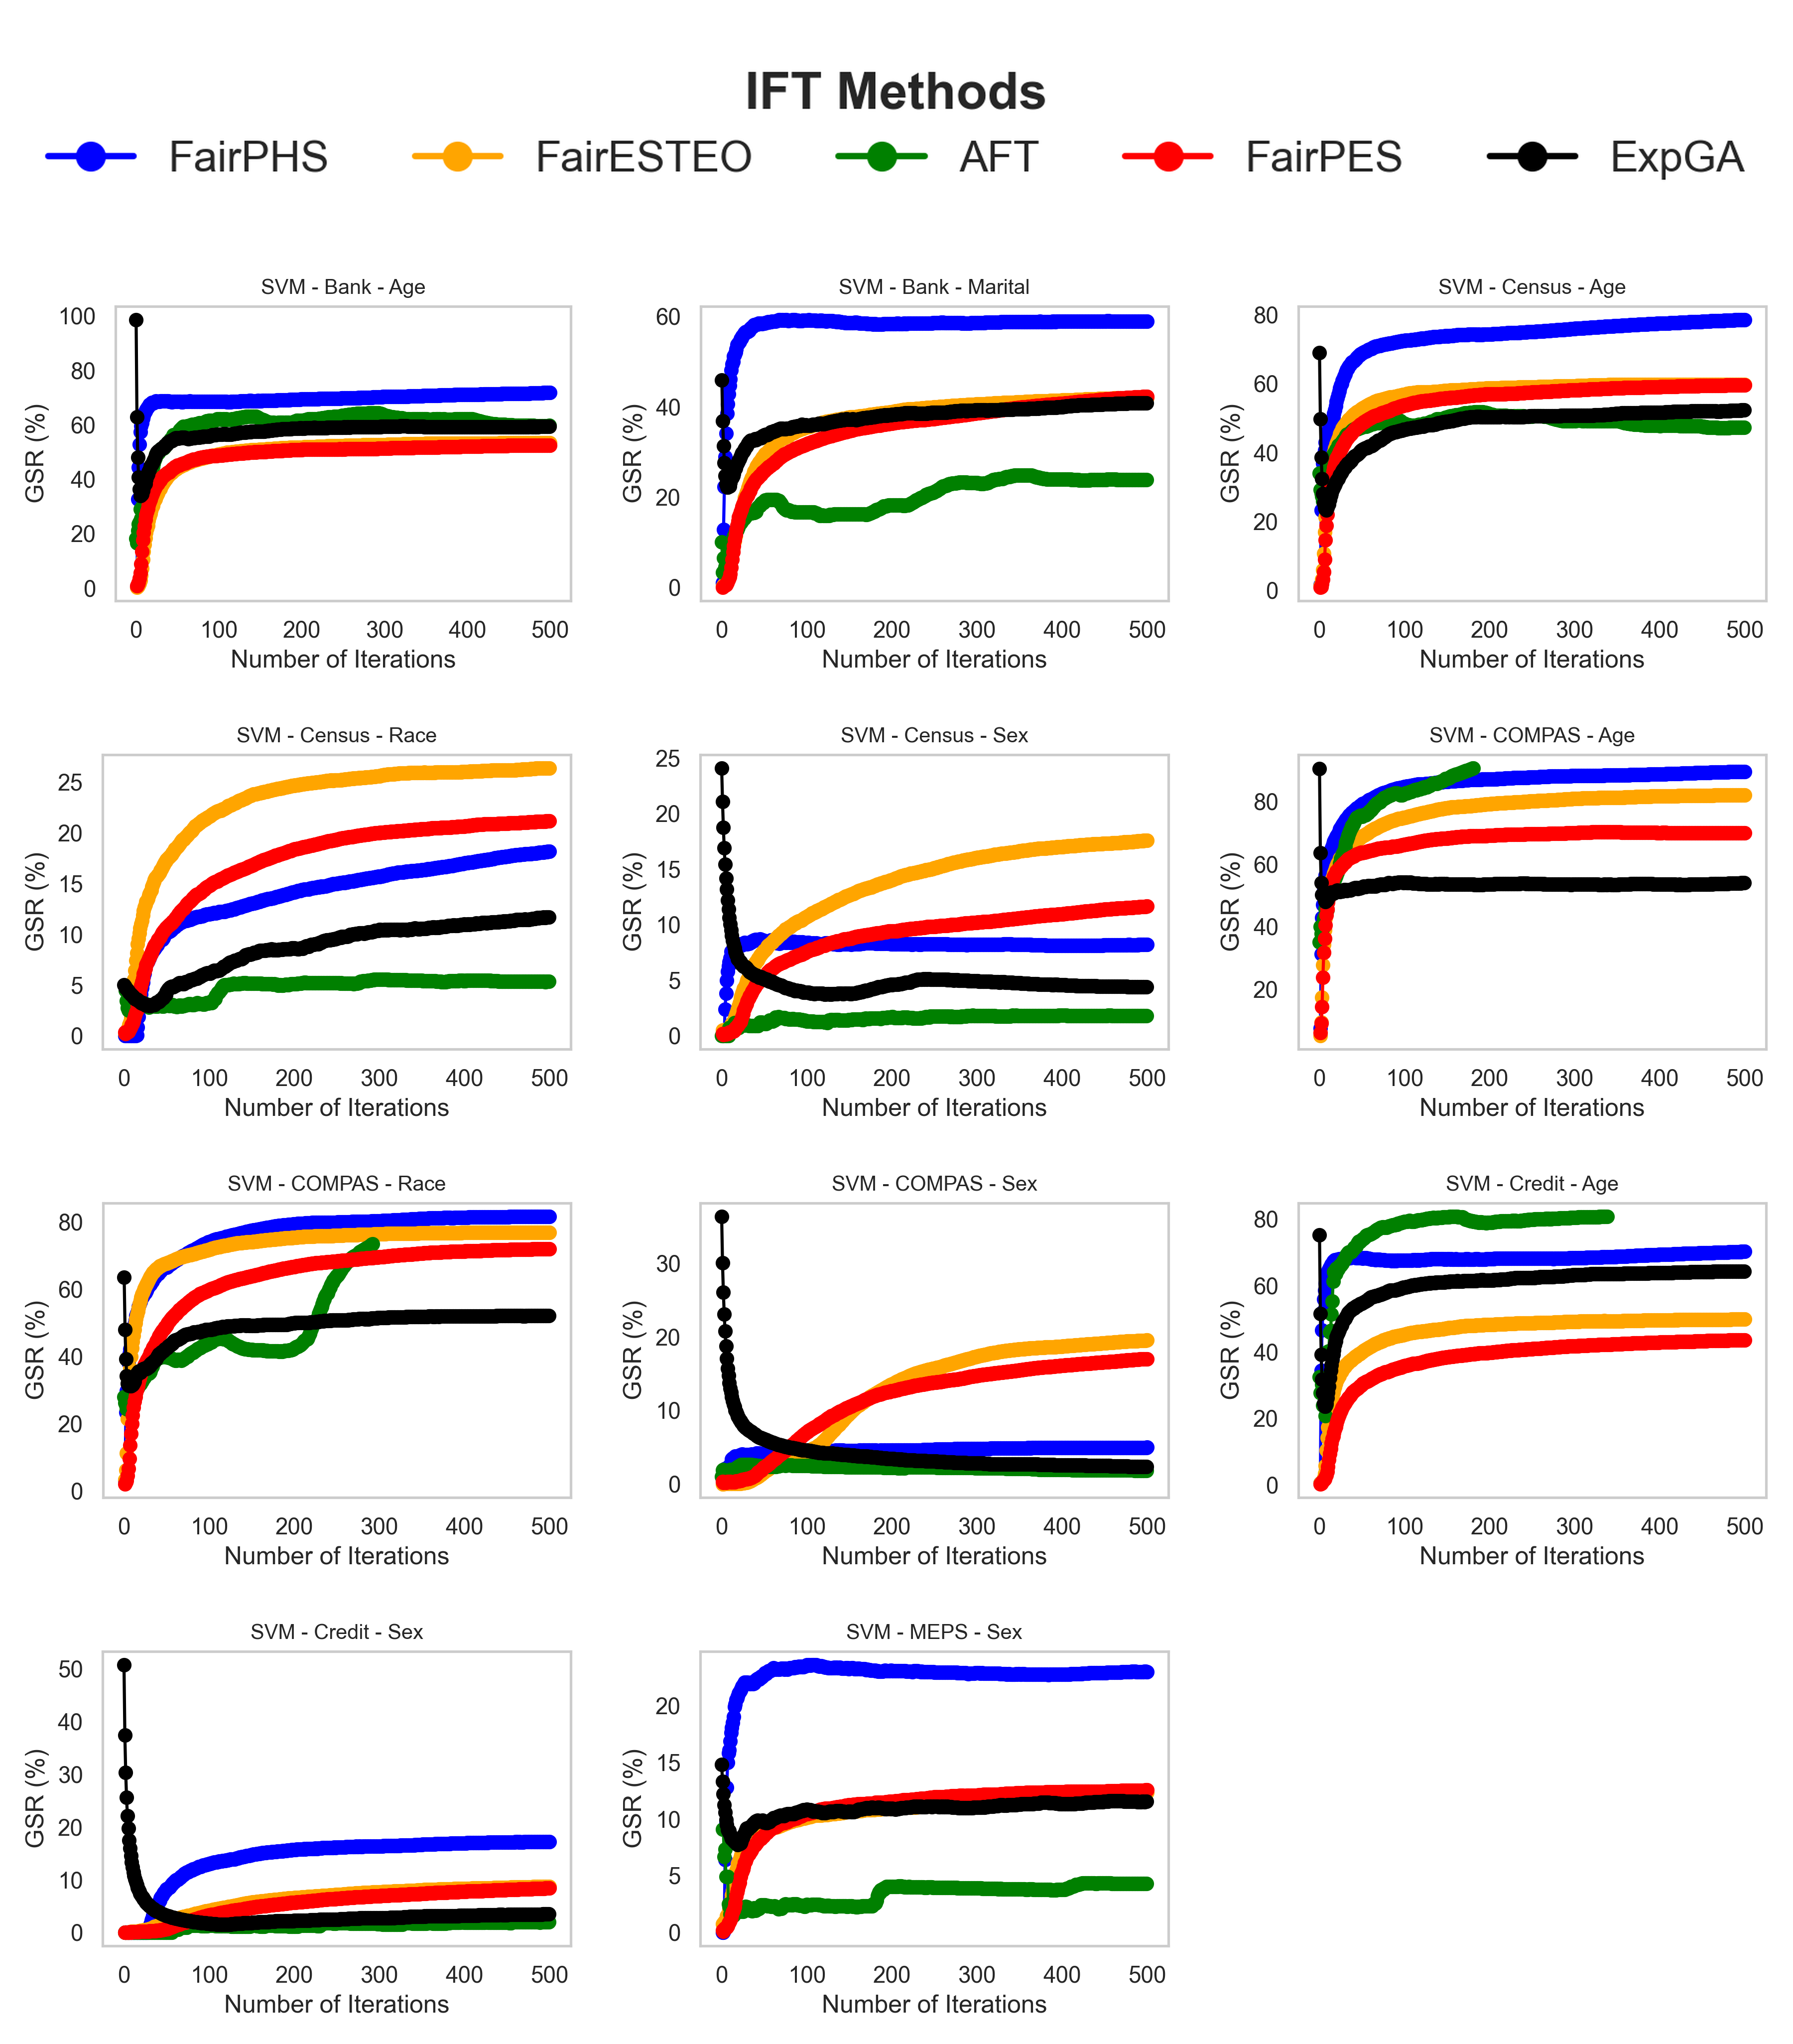 IFT Methods
FairPHS FairESTEO AFT FairPES ExpGA
SVM - Bank - Age
GSR (%)
100
80
60
40
20
0
0 100 200 300 400 500
Number of Iterations
SVM - Bank - Marital
GSR (%)
60
40
20
0
0 100 200 300 400 500
Number of Iterations
SVM - Census - Age
GSR (%)
80
60
40
20
0
0 100 200 300 400 500
Number of Iterations
SVM - Census - Race
GSR (%)
25
20
15
10
5
0
0 100 200 300 400 500
Number of Iterations
SVM - Census - Sex
GSR (%)
25
20
15
10
5
0
0 100 200 300 400 500
Number of Iterations
SVM - COMPAS - Age
GSR (%)
80
60
40
20
0 100 200 300 400 500
Number of Iterations
SVM - COMPAS - Race
GSR (%)
80
60
40
20
0
0 100 200 300 400 500
Number of Iterations
SVM - COMPAS - Sex
GSR (%)
30
20
10
0
0 100 200 300 400 500
Number of Iterations
SVM - Credit - Age
GSR (%)
80
60
40
20
0
0 100 200 300 400 500
Number of Iterations
SVM - Credit - Sex
GSR (%)
50
40
30
20
10
0
0 100 200 300 400 500
Number of Iterations
SVM - MEPS - Sex
GSR (%)
20
15
10
5
0
0 100 200 300 400 500
Number of Iterations